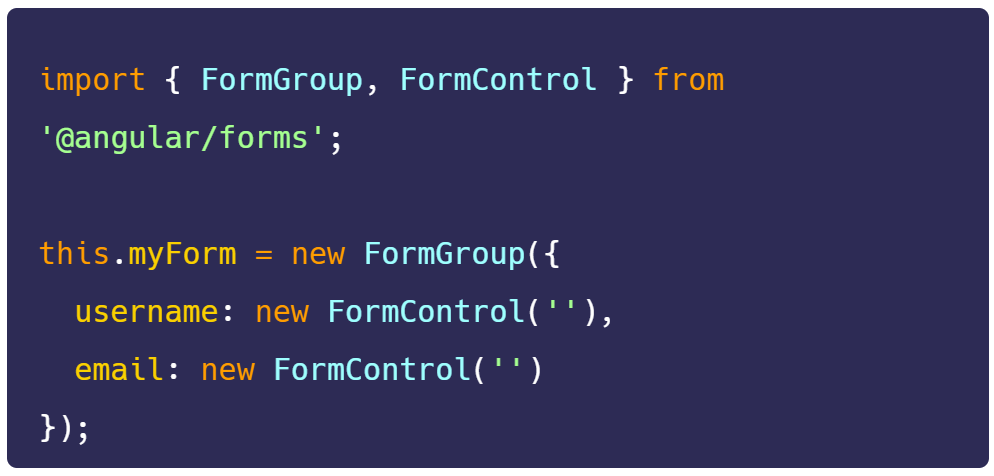 import { FormGroup, FormControl } from
'@angular/forms';

this.myForm = new FormGroup({
  username: new FormControl(''),
  email: new FormControl('')
});